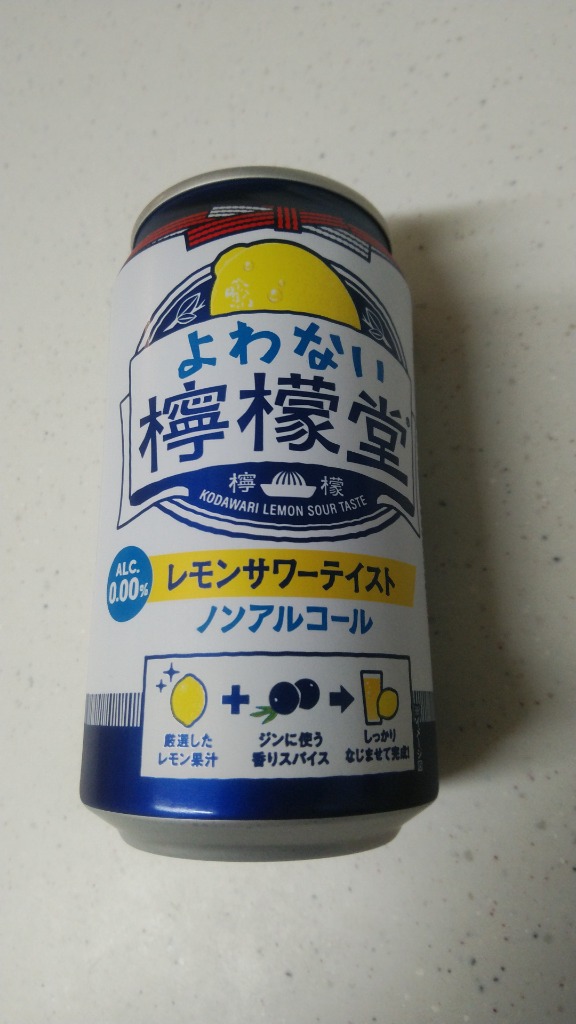 よわない
檸檬堂
檸 檬
KODAWARI LEMON SOUR TASTE
ALC.
0.00%
レモンサワーテイスト
ノンアルコール
厳選した
レモン果汁
ジンに使う
香りスパイス
しっかり
なじませて完成!